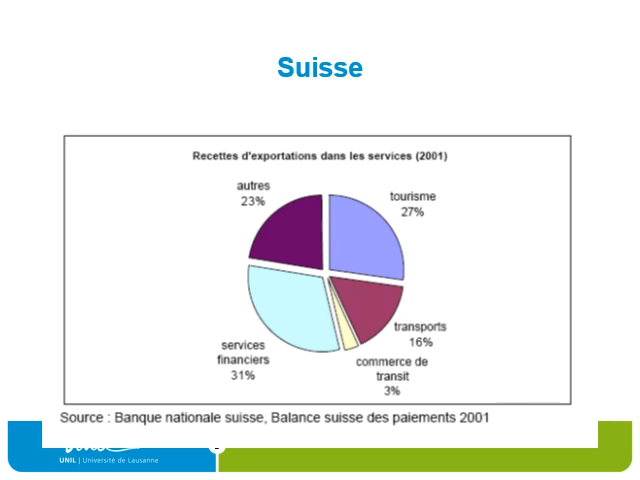 Suisse
Recettes d'exportations dans les services (2001)
autres
23%
tourisme
27%
transports
16%
services
financiers
31%
commerce de
transit
3%
Source : Banque nationale suisse, Balance suisse des paiements 2001
UNIL | Université de Lausanne